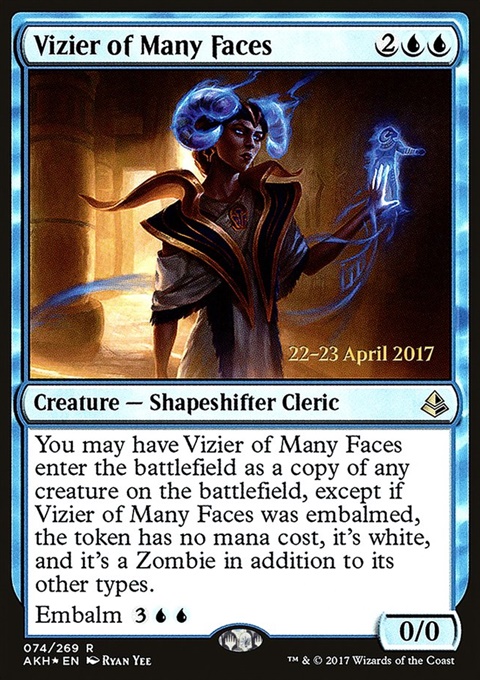 Vizier of Many Faces 2
22–23 April 2017
Creature — Shapeshifter Cleric
You may have Vizier of Many Faces
enter the battlefield as a copy of any
creature on the battlefield, except if
Vizier of Many Faces was embalmed,
the token has no mana cost, it's white,
and it's a Zombie in addition to its
other types.
Embalm 3
0/0
074/269 R
AKH★EN Ryan Yee
™ & © 2017 Wizards of the Coast